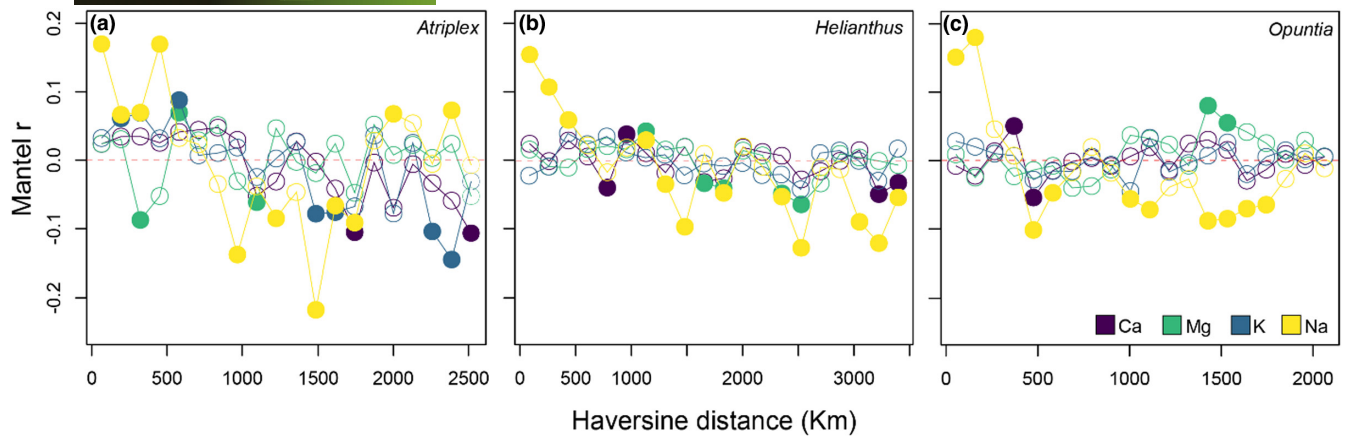 (a) Atriplex
(b) Helianthus
(c) Opuntia
0.2
0.1
0.0
-0.1
-0.2
Mantel r
Ca Mg K Na
0 500 1000 1500 2000 2500
0 500 1000 2000 3000
0 500 1000 1500 2000
Haversine distance (Km)